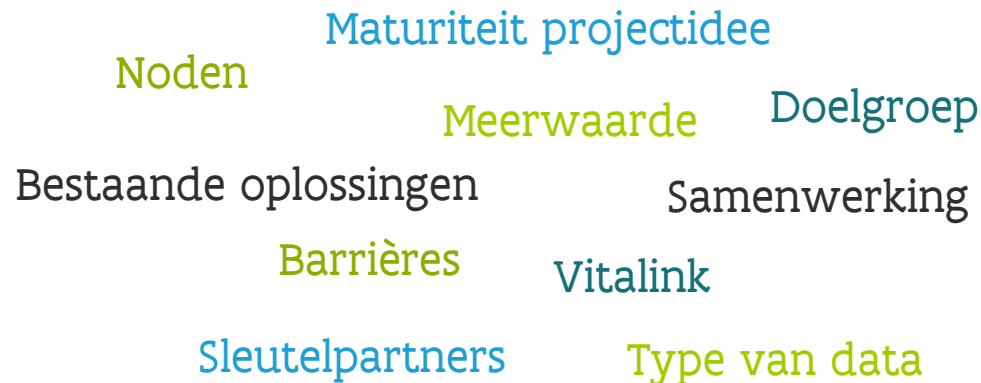 Maturiteit projectidee
Noden
Meerwaarde
Doelgroep
Bestaande oplossingen
Samenwerking
Barrières
Vitalink
Sleutelpartners
Type van data